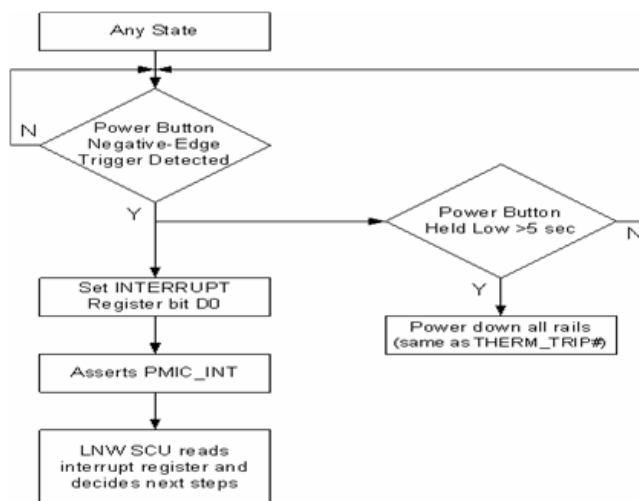 Any State
N
Power Button
Negative-Edge
Trigger Detected
Y
Power Button
Held Low >5 sec
N
Y
Set INTERRUPT
Register bit D0
Power down all rails
(same as THERM_TRIP#)
Asserts PMIC_INT
LNW SCU reads
interrupt register and
decides next steps